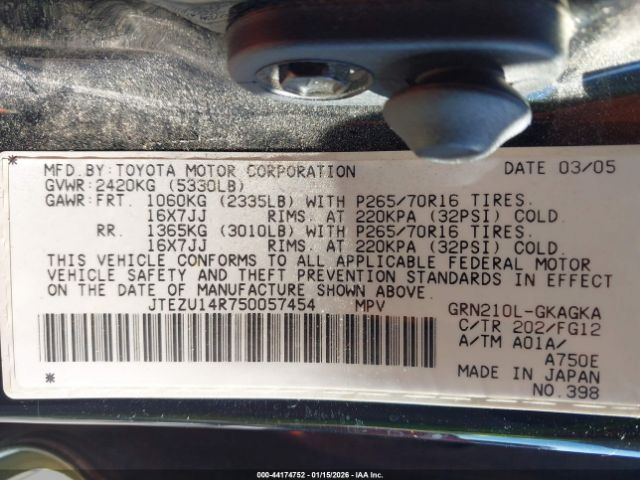 * MFD.BY:TOYOTA MOTOR CORPORATION DATE 03/05
GVWR:2420KG (5330LB)
GAWR:FRT. 1060KG (2335LB) WITH P265/70R16 TIRES.
16X7JJ RIMS. AT 220KPA (32PSI) COLD.
RR. 1365KG (3010LB) WITH P265/70R16 TIRES.
16X7JJ RIMS. AT 220KPA (32PSI) COLD.
THIS VEHICLE CONFORMS TO ALL APPLICABLE FEDERAL MOTOR
VEHICLE SAFETY AND THEFT PREVENTION STANDARDS IN EFFECT
ON THE DATE OF MANUFACTURE SHOWN ABOVE.
JTEZU14R750057454 MPV GRN210L-GKAGKA
C/TR 202/FG12
A/TM A01A/
A750E
* MADE IN JAPAN
NO.398
000-44174752 - 01/15/2026 - IAA Inc.